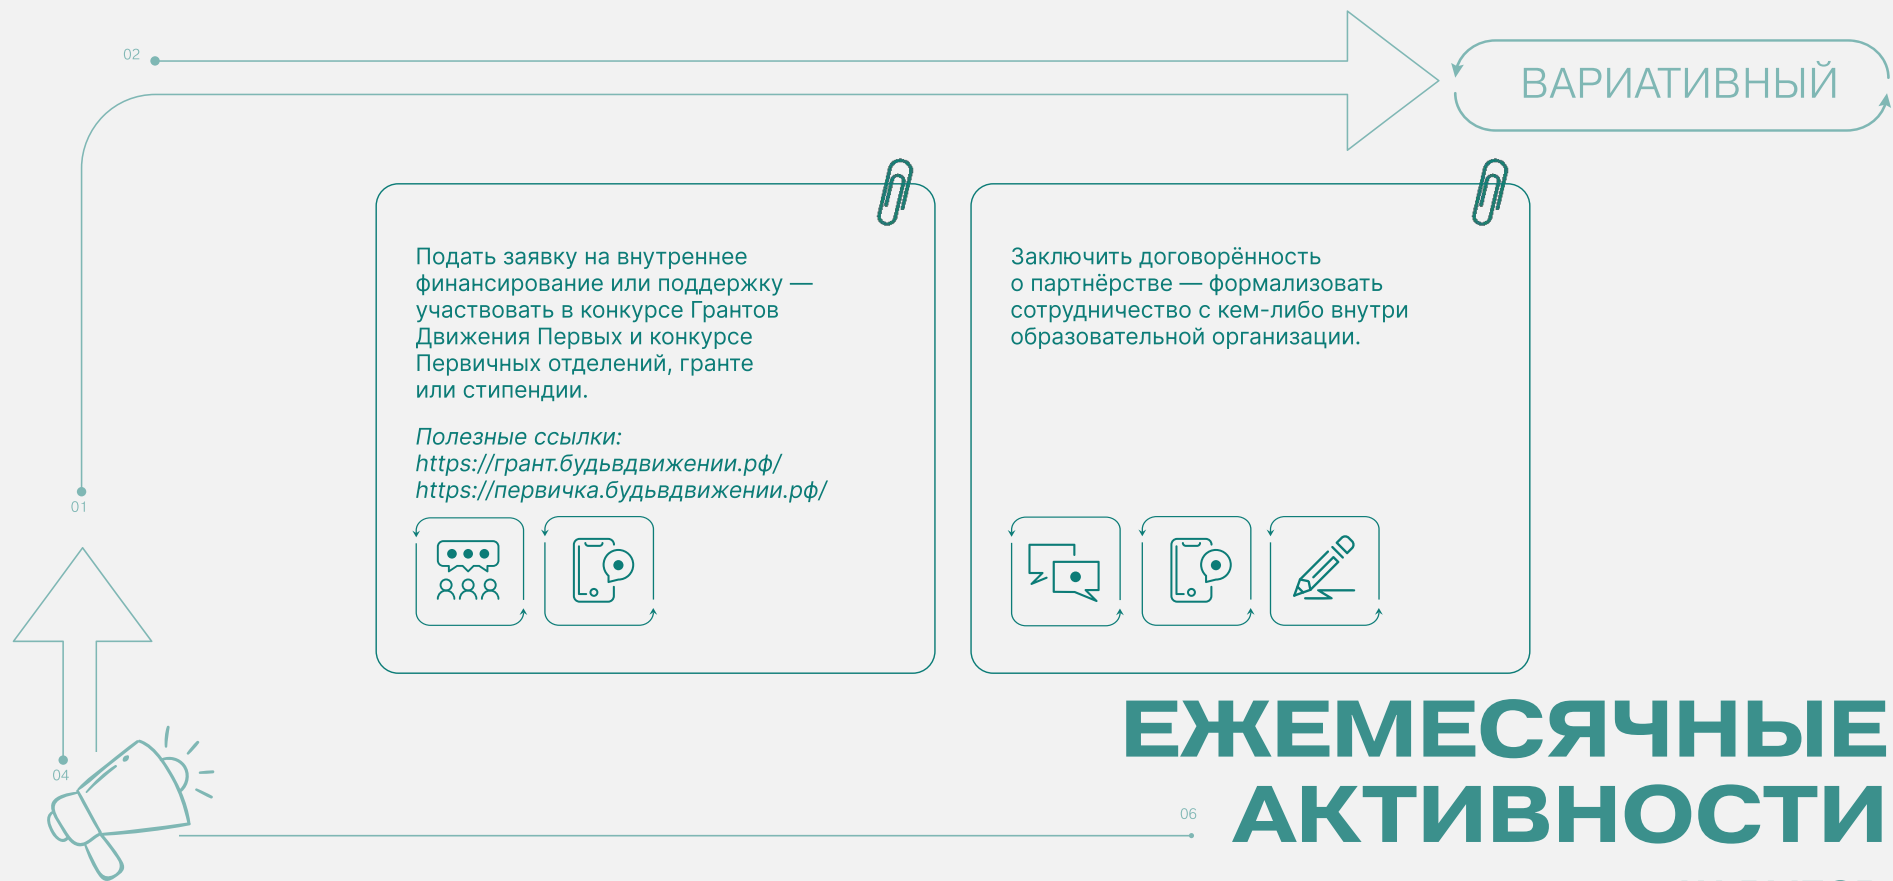 02
ВАРИАТИВНЫЙ
Подать заявку на внутреннее
финансирование или поддержку —
участвовать в конкурсе Грантов
Движения Первых и конкурсе
Первичных отделений, гранте
или стипендии.
Полезные ссылки:
https://грант.будьвдвижении.рф/
https://первичка.будьвдвижении.рф/
Заключить договорённость
о партнёрстве — формализовать
сотрудничество с кем-либо внутри
образовательной организации.
01
04
06
ЕЖЕМЕСЯЧНЫЕ
АКТИВНОСТИ